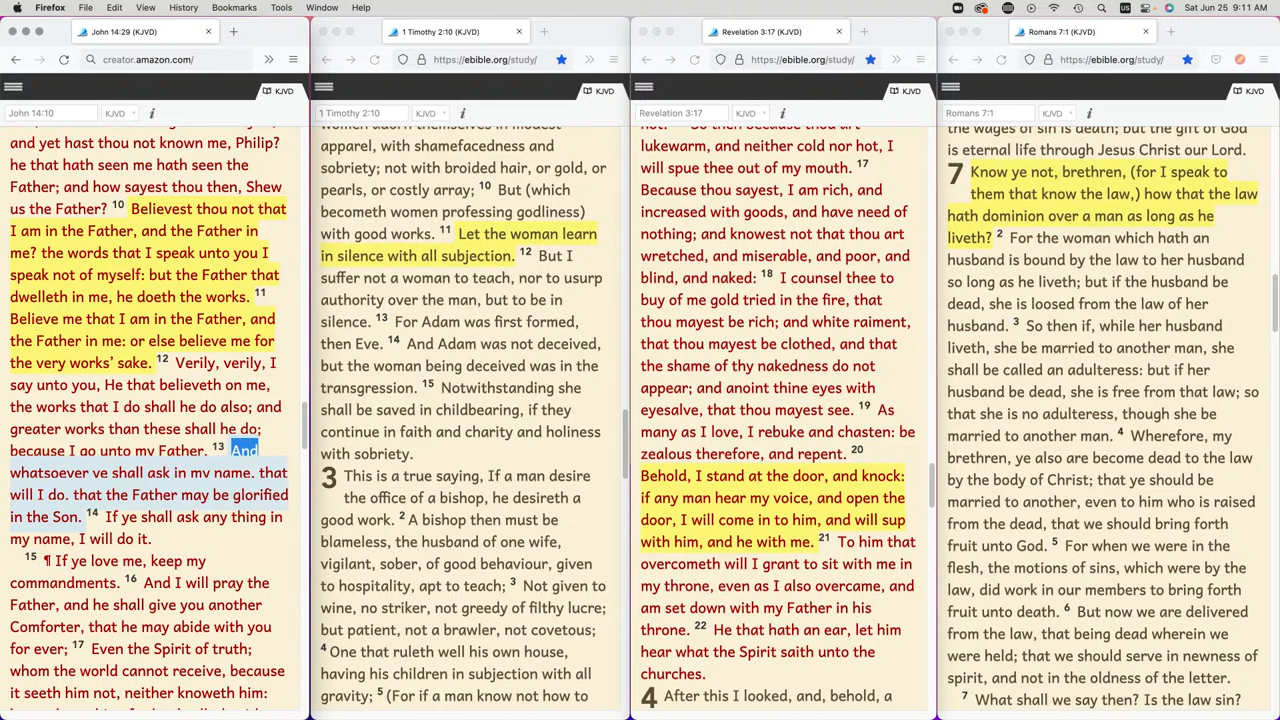 Firefox File Edit View History Bookmarks Tools Window Help US Sat Jun 25 9:11 AM
John 14:29 (KJVD)
creator.amazon.com/
KJVD
John 14:10 KJVD i
and yet hast thou not known me, Philip?
he that hath seen me hath seen the
Father; and how sayest thou then, Shew
us the Father? 10 Believest thou not that
I am in the Father, and the Father in
me? the words that I speak unto you I
speak not of myself: but the Father that
dwelleth in me, he doeth the works. 11
Believe me that I am in the Father, and
the Father in me: or else believe me for
the very works’ sake. 12 Verily, verily, I
say unto you, He that believeth on me,
the works that I do shall he do also; and
greater works than these shall he do;
because I go unto my Father. 13 And
whatsoever ye shall ask in my name, that
will I do, that the Father may be glorified
in the Son. 14 If ye shall ask any thing in
my name, I will do it.
15 ¶ If ye love me, keep my
commandments. 16 And I will pray the
Father, and he shall give you another
Comforter, that he may abide with you
for ever; 17 Even the Spirit of truth;
whom the world cannot receive, because
it seeth him not, neither knoweth him:
1 Timothy 2:10 (KJVD)
https://ebible.org/study/
KJVD
1 Timothy 2:10 KJVD i
women adorn themselves in modest
apparel, with shamefacedness and
sobriety; not with broided hair, or gold, or
pearls, or costly array; 10 But (which
becometh women professing godliness)
with good works. 11 Let the woman learn
in silence with all subjection. 12 But I
suffer not a woman to teach, nor to usurp
authority over the man, but to be in
silence. 13 For Adam was first formed,
then Eve. 14 And Adam was not deceived,
but the woman being deceived was in the
transgression. 15 Notwithstanding she
shall be saved in childbearing, if they
continue in faith and charity and holiness
with sobriety.
3 This is a true saying, If a man desire
the office of a bishop, he desireth a
good work. 2 A bishop then must be
blameless, the husband of one wife,
vigilant, sober, of good behaviour, given
to hospitality, apt to teach; 3 Not given to
wine, no striker, not greedy of filthy lucre;
but patient, not a brawler, not covetous;
4 One that ruleth well his own house,
having his children in subjection with all
gravity; 5 (For if a man know not how to
Revelation 3:17 (KJVD)
https://ebible.org/study/
KJVD
Revelation 3:17 KJVD i
hot. 16 So then because thou art
lukewarm, and neither cold nor hot, I
will spue thee out of my mouth. 17
Because thou sayest, I am rich, and
increased with goods, and have need of
nothing; and knowest not that thou art
wretched, and miserable, and poor, and
blind, and naked: 18 I counsel thee to
buy of me gold tried in the fire, that
thou mayest be rich; and white raiment,
that thou mayest be clothed, and that
the shame of thy nakedness do not
appear; and anoint thine eyes with
eyesalve, that thou mayest see. 19 As
many as I love, I rebuke and chasten: be
zealous therefore, and repent. 20
Behold, I stand at the door, and knock:
if any man hear my voice, and open the
door, I will come in to him, and will sup
with him, and he with me. 21 To him that
overcometh will I grant to sit with me in
my throne, even as I also overcame, and
am set down with my Father in his
throne. 22 He that hath an ear, let him
hear what the Spirit saith unto the
churches.
4 After this I looked, and, behold, a
Romans 7:1 (KJVD)
https://ebible.org/study/
KJVD
Romans 7:1 KJVD i
the wages of sin is death; but the gift of God
is eternal life through Jesus Christ our Lord.
7 Know ye not, brethren, (for I speak to
them that know the law,) how that the law
hath dominion over a man as long as he
liveth? 2 For the woman which hath an
husband is bound by the law to her husband
so long as he liveth; but if the husband be
dead, she is loosed from the law of her
husband. 3 So then if, while her husband
liveth, she be married to another man, she
shall be called an adulteress: but if her
husband be dead, she is free from that law; so
that she is no adulteress, though she be
married to another man. 4 Wherefore, my
brethren, ye also are become dead to the law
by the body of Christ; that ye should be
married to another, even to him who is raised
from the dead, that we should bring forth
fruit unto God. 5 For when we were in the
flesh, the motions of sins, which were by the
law, did work in our members to bring forth
fruit unto death. 6 But now we are delivered
from the law, that being dead wherein we
were held; that we should serve in newness of
spirit, and not in the oldness of the letter.
7 What shall we say then? Is the law sin?